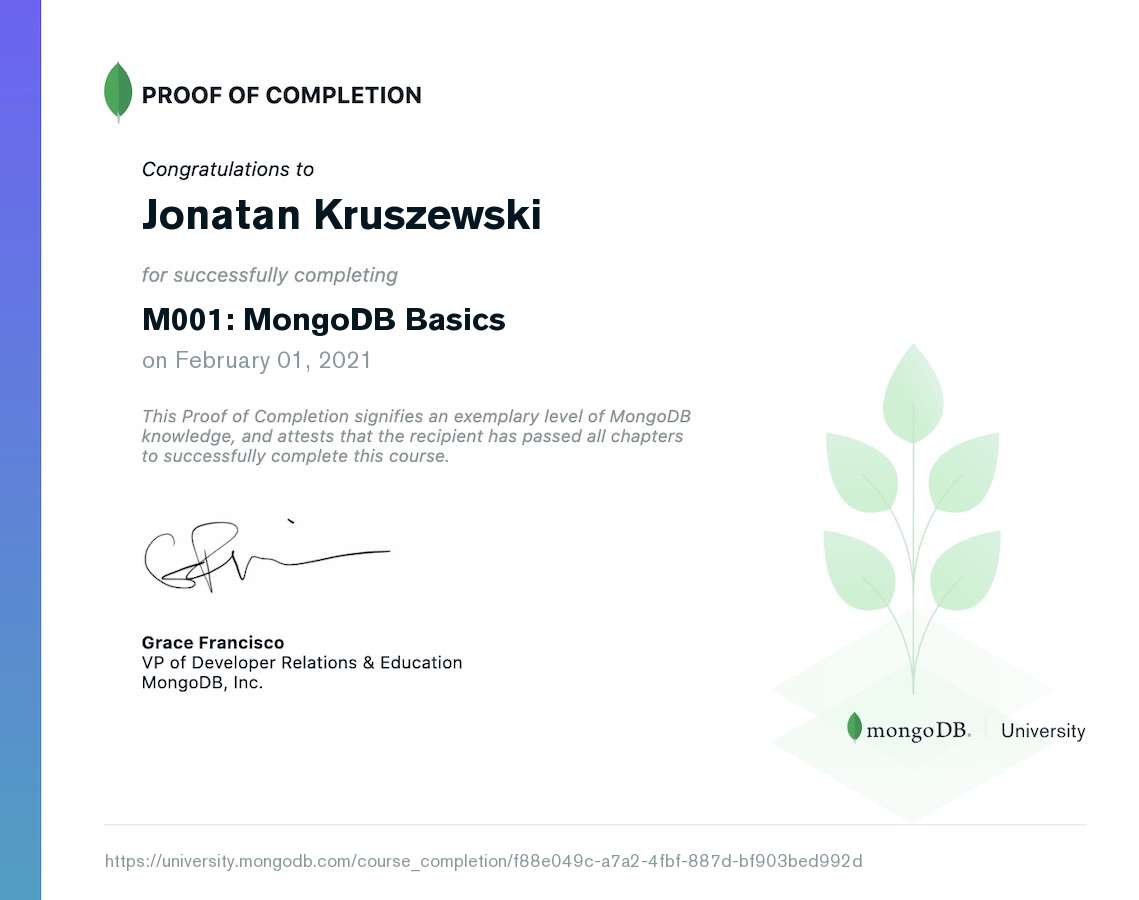 PROOF OF COMPLETION
Congratulations to
Jonatan Kruszewski
for successfully completing
M001: MongoDB Basics
on February 01, 2021
This Proof of Completion signifies an exemplary level of MongoDB
knowledge, and attests that the recipient has passed all chapters
to successfully complete this course.
Grace Francisco
VP of Developer Relations & Education
MongoDB, Inc.
mongoDB. University
https://university.mongodb.com/course_completion/f88e049c-a7a2-4fbf-887d-bf903bed992d